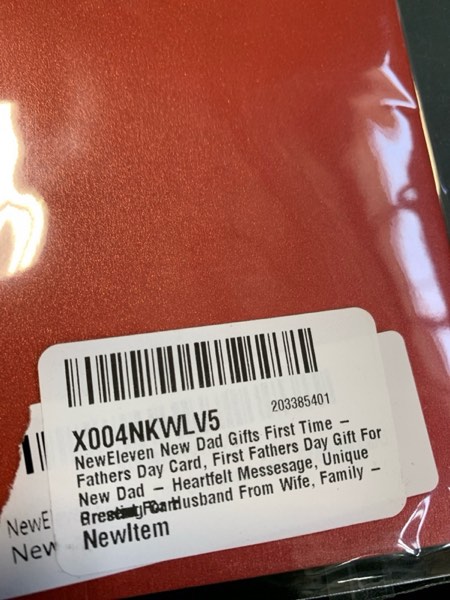 203385401
X004NKWLV5
NewEleven New Dad Gifts First Time –
Fathers Day Card, First Fathers Day Gift For
New Dad – Heartfelt Messesage, Unique
For Husband From Wife, Family –
NewItem
NewE
New